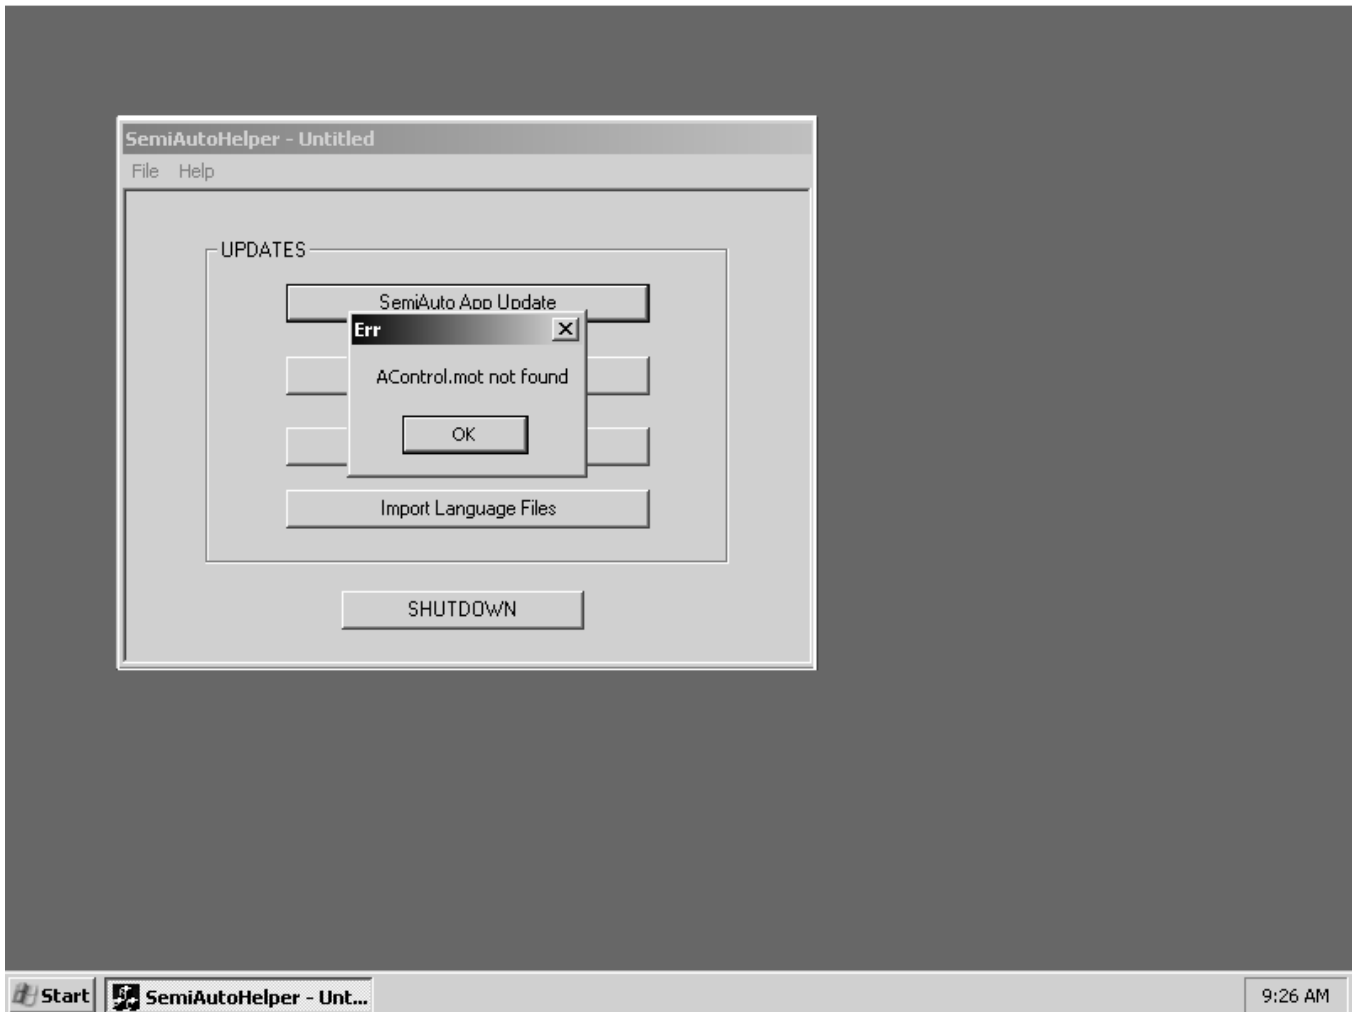 SemiAutoHelper - Untitled
File Help
UPDATES
SemiAuto App Update
Err
AControl.mot not found
OK
Import Language Files
SHUTDOWN
Start SemiAutoHelper - Unt... 9:26 AM